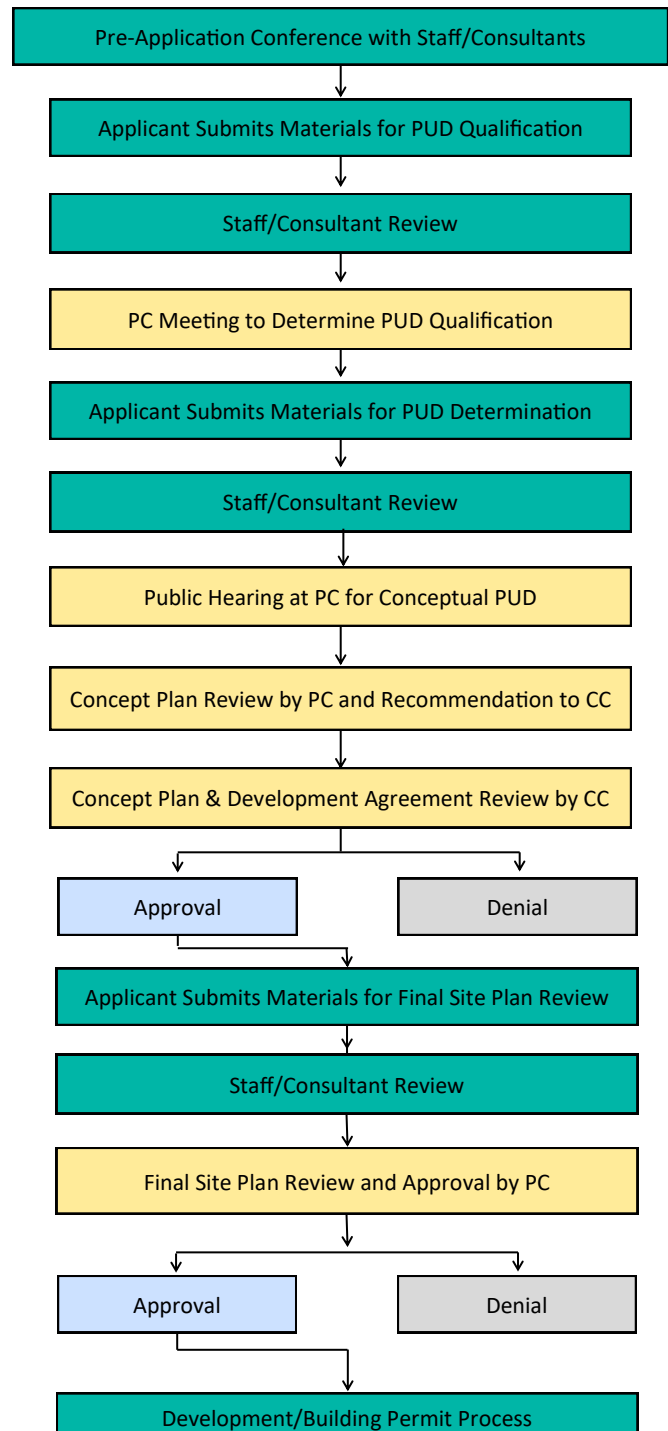 Pre-Application Conference with Staff/Consultants
Applicant Submits Materials for PUD Qualification
Staff/Consultant Review
PC Meeting to Determine PUD Qualification
Applicant Submits Materials for PUD Determination
Staff/Consultant Review
Public Hearing at PC for Conceptual PUD
Concept Plan Review by PC and Recommendation to CC
Concept Plan & Development Agreement Review by CC
Approval
Denial
Applicant Submits Materials for Final Site Plan Review
Staff/Consultant Review
Final Site Plan Review and Approval by PC
Approval
Denial
Development/Building Permit Process